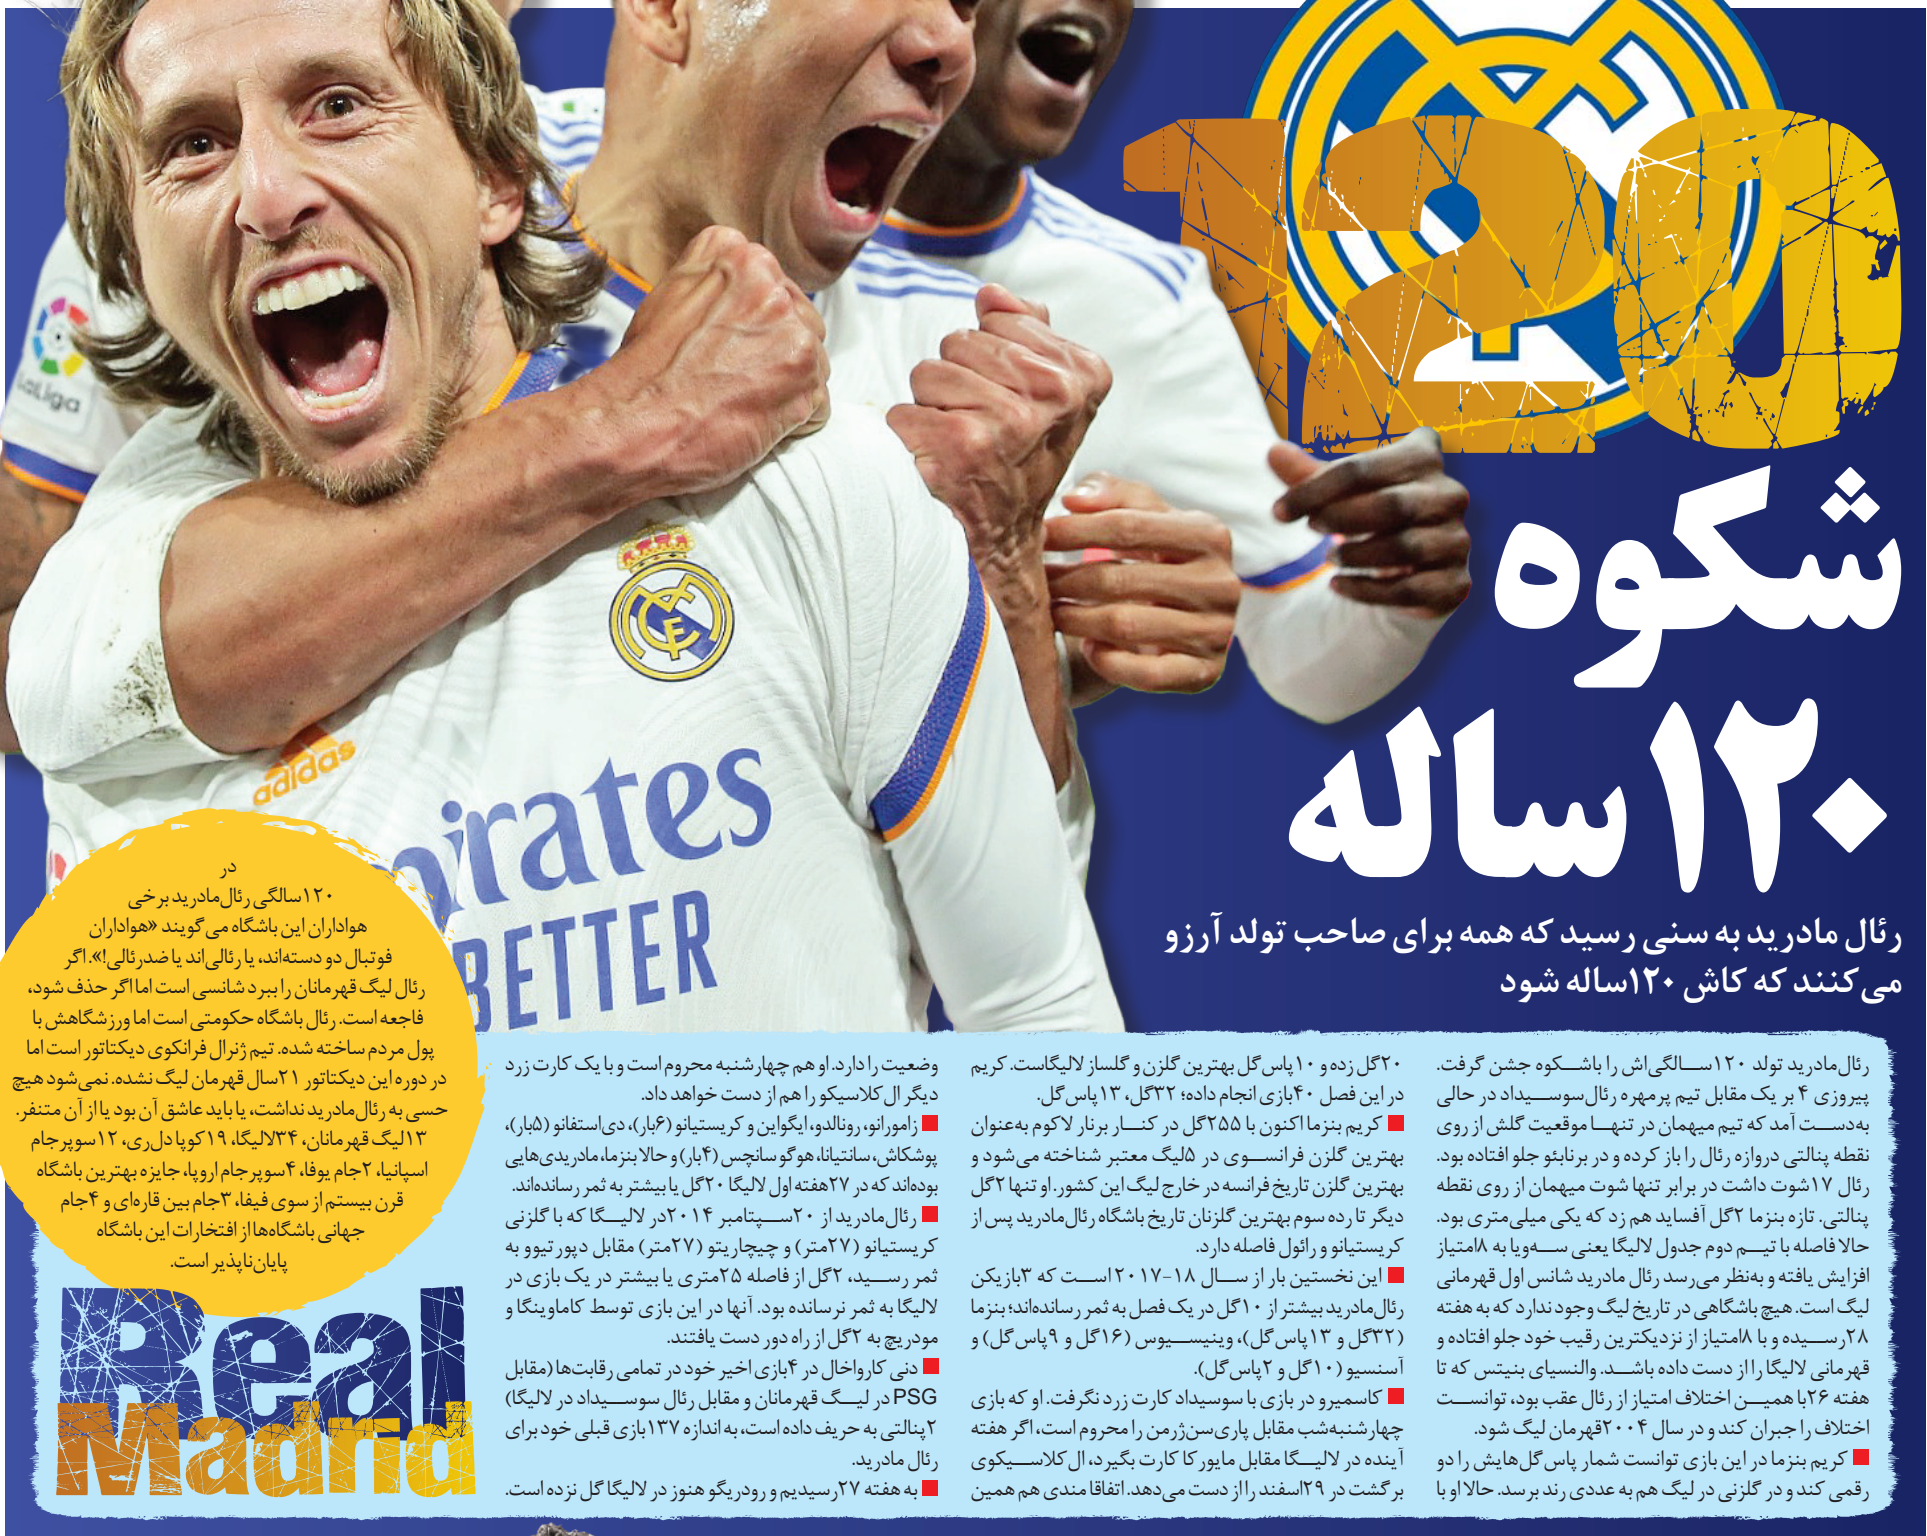 120
شکوه
۱۲۰ساله
رئال مادرید به سنی رسید که همه برای صاحب تولد آرزو
می‌کنند که کاش ۱۲۰ساله شود
رئال‌مادرید تولد ۱۲۰ســالگی‌اش را باشــکوه جشن گرفت.
پیروزی ۴ بر یک مقابل تیم پرمهره رئال‌سوســیداد در حالی
به‌دســت آمد که تیم میهمان در تنهــا موقعیت گلش از روی
نقطه پنالتی دروازه رئال را باز کرده و در برنابئو جلو افتاده بود.
رئال ۱۷شوت داشت در برابر تنها شوت میهمان از روی نقطه
پنالتی. تازه بنزما ۲گل آفساید هم زد که یکی میلی‌متری بود.
حالا فاصله با تیــم دوم جدول لالیگا یعنی ســه‌ویا به ۸امتیاز
افزایش یافته و به‌نظر می‌رسد رئال مادرید شانس اول قهرمانی
لیگ است. هیچ باشگاهی در تاریخ لیگ وجود ندارد که به هفته
۲۸رســیده و با ۸امتیاز از نزدیکترین رقیب خود جلو افتاده و
قهرمانی لالیگا را از دست داده باشــد. والنسیای بنیتس که تا
هفته ۲۶با همیــن اختلاف امتیاز از رئال عقب بود، توانســت
اختلاف را جبران کند و در سال ۲۰۰۴قهرمان لیگ شود.
■ کریم بنزما در این بازی توانست شمار پاس‌گل‌هایش را دو
رقمی کند و در گلزنی در لیگ هم به عددی رند برسد. حالا او با
۲۰گل زده و ۱۰پاس‌گل بهترین گلزن و گلساز لالیگاست. کریم
در این فصل ۴۰بازی انجام داده؛ ۳۲گل، ۱۳پاس‌گل.
■ کریم بنزما اکنون با ۲۵۵گل در کنــار برنار لاکوم به‌عنوان
بهترین گلزن فرانســوی در ۵لیگ معتبر شناخته می‌شود و
بهترین گلزن تاریخ فرانسه در خارج لیگ این کشور. او تنها ۲گل
دیگر تا رده سوم بهترین گلزنان تاریخ باشگاه رئال‌مادرید پس از
کریستیانو و رائول فاصله دارد.
■ این نخستین بار از ســال ۱۸-۲۰۱۷اســت که ۳بازیکن
رئال‌مادرید بیشتر از ۱۰گل در یک فصل به ثمر رسانده‌اند؛ بنزما
(۳۲گل و ۱۳پاس‌گل)، وینیســیوس (۱۶گل و ۹پاس‌گل) و
آسنسیو (۱۰گل و ۲پاس‌گل).
■ کاسمیرو در بازی با سوسیداد کارت زرد نگرفت. او که بازی
چهارشنبه‌شب مقابل پاری‌سن‌ژرمن را محروم است، اگر هفته
آینده در لالیــگا مقابل مایورکا کارت بگیرد، ال‌کلاســیکوی
برگشت در ۲۹اسفند را از دست می‌دهد. اتفاقا مندی هم همین
وضعیت را دارد. او هم چهارشنبه محروم است و با یک کارت زرد
دیگر ال‌کلاسیکو را هم از دست خواهد داد.
■ زامورانو، رونالدو، ایگواین و کریستیانو (۶بار)، دی‌استفانو (۵بار)،
پوشکاش، سانتیانا، هوگو سانچس (۴بار) و حالا بنزما، مادریدی‌هایی
بوده‌اند که در ۲۷هفته اول لالیگا ۲۰گل یا بیشتر به ثمر رسانده‌اند.
■ رئال‌مادرید از ۲۰ســپتامبر ۲۰۱۴در لالیــگا که با گلزنی
کریستیانو (۲۷متر) و چیچاریتو (۲۷متر) مقابل دپورتیوو به
ثمر رســید، ۲گل از فاصله ۲۵متری یا بیشتر در یک بازی در
لالیگا به ثمر نرسانده بود. آنها در این بازی توسط کاماوینگا و
مودریچ به ۲گل از راه دور دست یافتند.
■ دنی کارواخال در ۴بازی اخیر خود در تمامی رقابت‌ها (مقابل
PSG در لیــگ قهرمانان و مقابل رئال سوســیداد در لالیگا)
۲پنالتی به حریف داده است، به اندازه ۱۳۷بازی قبلی خود برای
رئال مادرید.
■ به هفته ۲۷رسیدیم و رودریگو هنوز در لالیگا گل نزده است.
در
۱۲۰سالگی رئال‌مادرید برخی
هواداران این باشگاه می‌گویند «هواداران
فوتبال دو دسته‌اند، یا رئالی‌اند یا ضدرئالی!». اگر
رئال لیگ قهرمانان را ببرد شانسی است اما اگر حذف شود،
فاجعه است. رئال باشگاه حکومتی است اما ورزشگاهش با
پول مردم ساخته شده. تیم ژنرال فرانکوی دیکتاتور است اما
در دوره این دیکتاتور ۲۱سال قهرمان لیگ نشده. نمی‌شود هیچ
حسی به رئال‌مادرید نداشت، یا باید عاشق آن بود یا از آن متنفر.
۱۳لیگ قهرمانان، ۳۴لالیگا، ۱۹کوپا دل‌ری، ۱۲سوپرجام
اسپانیا، ۲جام یوفا، ۴سوپرجام اروپا، جایزه بهترین باشگاه
قرن بیستم از سوی فیفا، ۳جام بین قاره‌ای و ۴جام
جهانی باشگاه‌ها از افتخارات این باشگاه
پایان‌ناپذیر است.
Real
Madrid
LaLiga
adidas
irates
BETTER